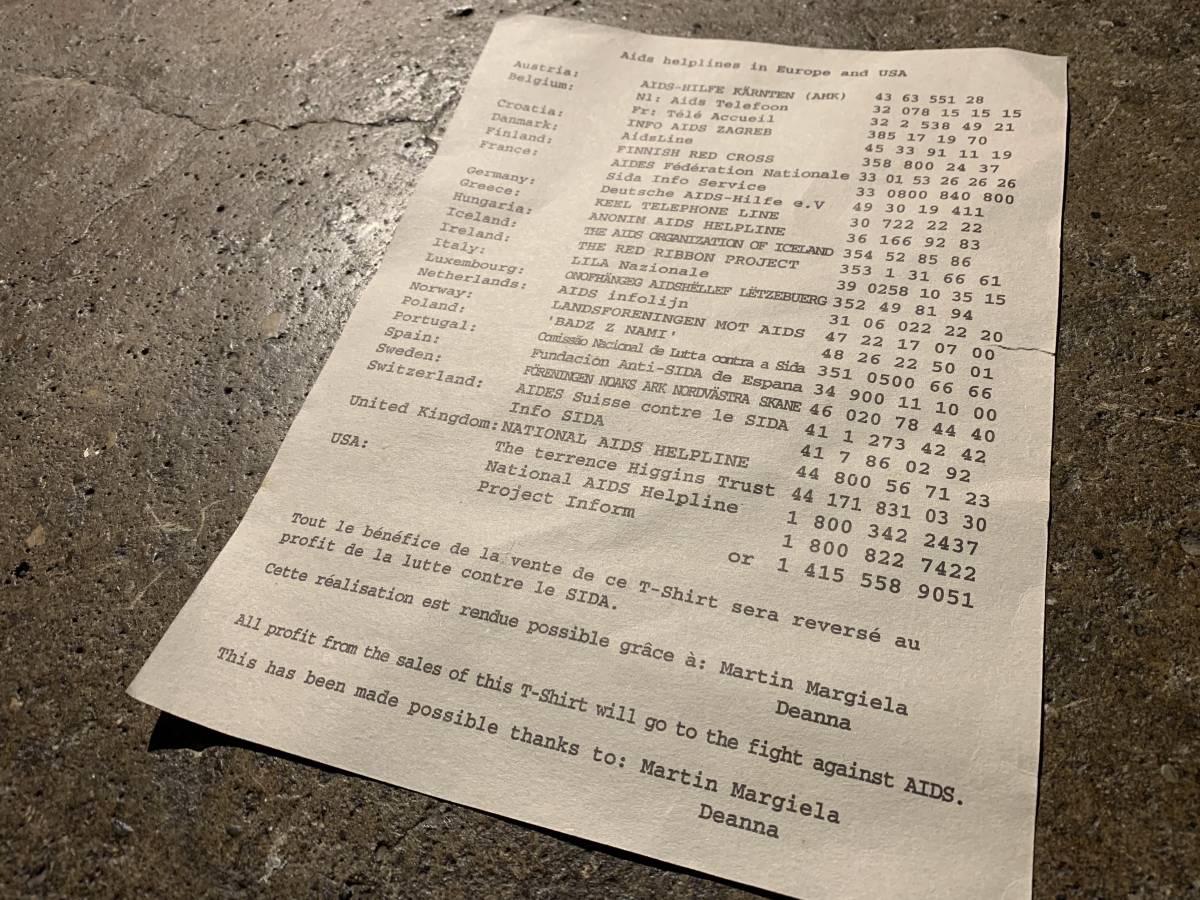 Aids helplines in Europe and USA
Austria: AIDS-HILFE KÄRNTEN (AHK) 43 63 551 28
Belgium: Nl: Aids Telefoon 32 078 15 15 15
Fr: Télé Accueil 32 2 538 49 21
Croatia: INFO AIDS ZAGREB 385 17 19 70
Danmark: AidsLine 45 33 91 11 19
Finland: FINNISH RED CROSS 358 800 24 37
France: AIDES Fédération Nationale 33 01 53 26 26 26
Sida Info Service 33 0800 840 800
Germany: Deutsche AIDS-Hilfe e.V 49 30 19 411
Greece: KEEL TELEPHONE LINE 30 722 22 22
Hungaria: ANONIM AIDS HELPLINE 36 166 92 83
Iceland: THE AIDS ORGANIZATION OF ICELAND 354 52 85 86
Ireland: THE RED RIBBON PROJECT 353 1 31 66 61
Italy: LILA Nazionale 39 0258 10 35 15
Luxembourg: ONOFHÄNGEG AIDSHËLLEF LËTZEBUERG 352 49 81 94
Netherlands: AIDS infolijn 31 06 022 22 20
Norway: LANDSFORENINGEN MOT AIDS 47 22 17 07 00
Poland: 'BADZ Z NAMI' 48 26 22 50 01
Portugal: Comissão Nacional de Lutta contra a Sida 351 0500 66 66
Spain: Fundación Anti-SIDA de Espana 34 900 11 10 00
Sweden: FÖRENINGEN NOAKS ARK NORDVÄSTRA SKANE 46 020 78 44 40
Switzerland: AIDES Suisse contre le SIDA 41 1 273 42 42
Info SIDA 41 7 86 02 92
United Kingdom: NATIONAL AIDS HELPLINE 44 800 56 71 23
The terrence Higgins Trust 44 171 831 03 30
USA: National AIDS Helpline 1 800 342 2437
Project Inform 1 800 822 7422
or 1 415 558 9051
Tout le bénéfice de la vente de ce T-Shirt sera reversé au
profit de la lutte contre le SIDA.
Cette réalisation est rendue possible grâce à: Martin Margiela
Deanna
All profit from the sales of this T-Shirt will go to the fight against AIDS.
This has been made possible thanks to: Martin Margiela
Deanna